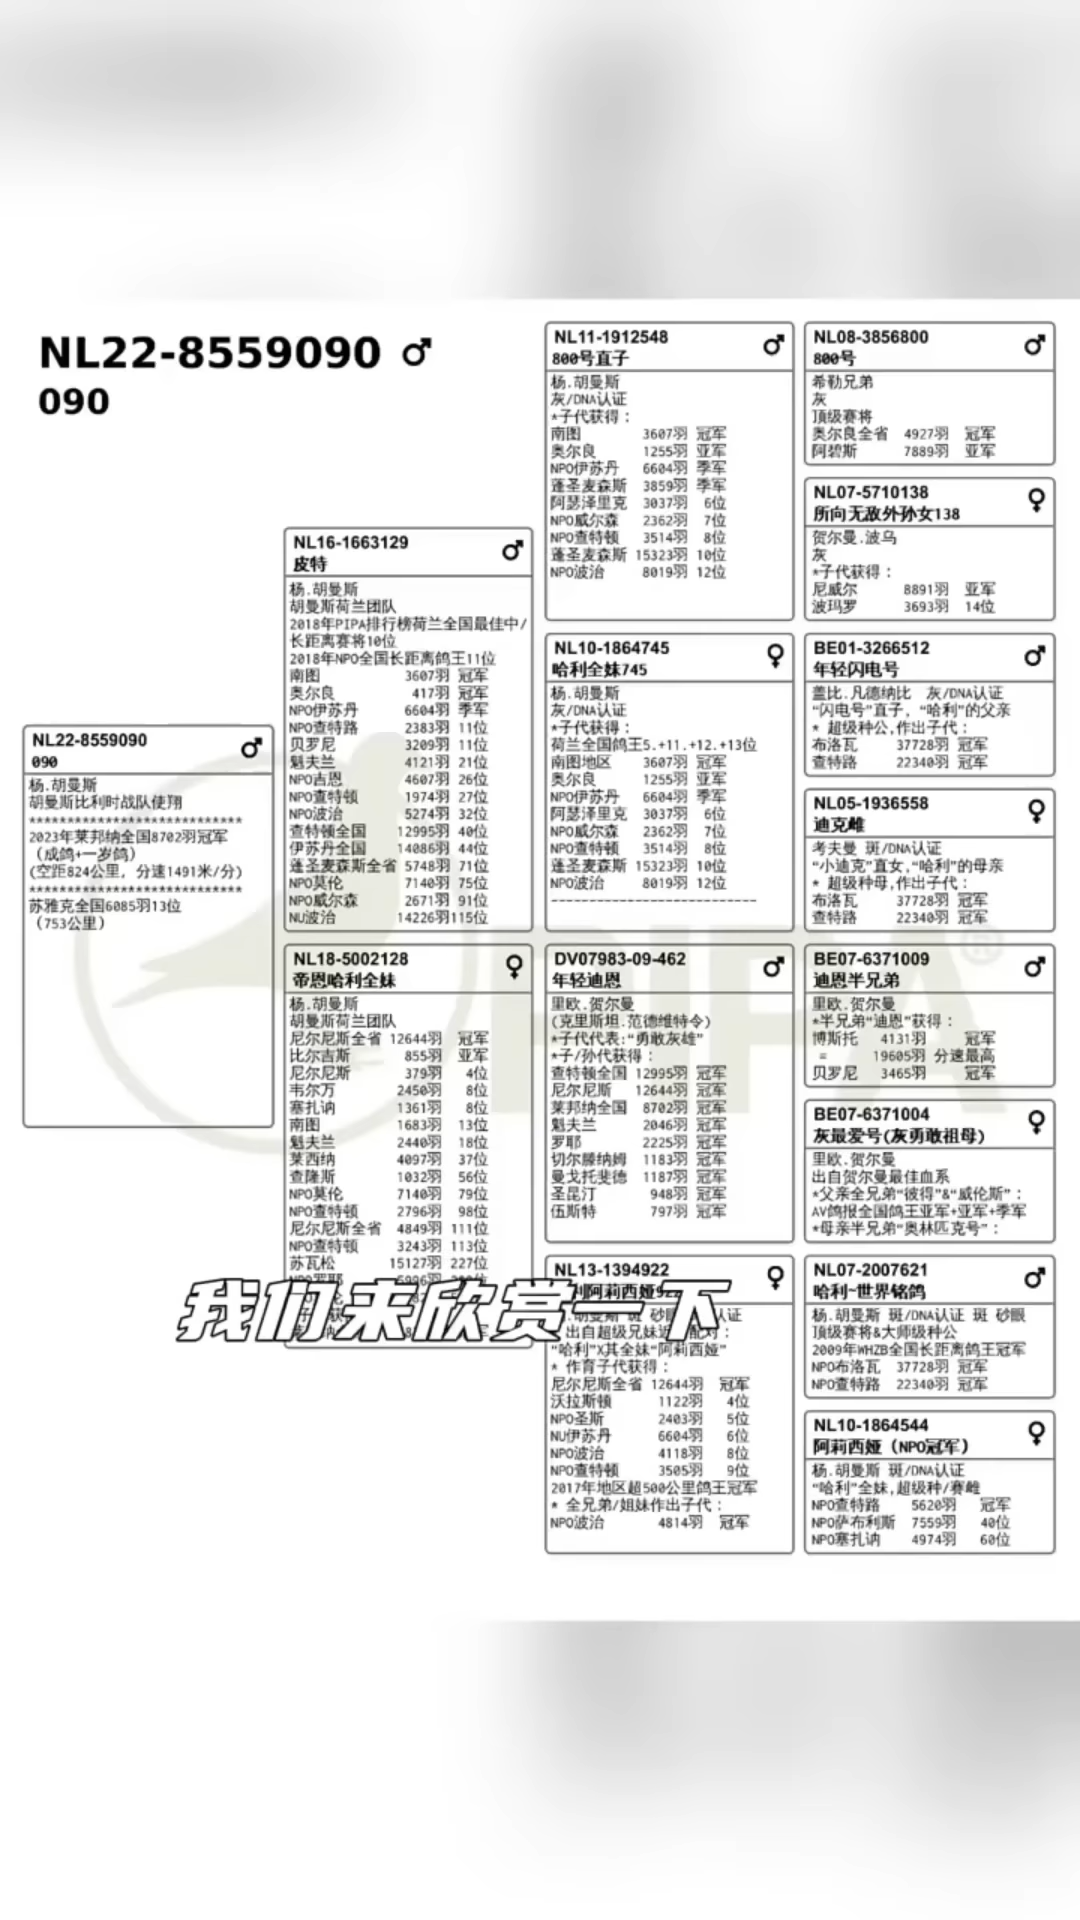 NL22-8559090 ♂
090
NL22-8559090 ♂
090
杨.胡曼斯
胡曼斯比利时战队使翔
****************************
2023年莱邦纳全国8702羽冠军
(成鸽+一岁鸽)
(空距824公里, 分速1491米/分)
****************************
苏雅克全国6085羽13位
(753公里)
NL16-1663129 ♂
皮特
杨.胡曼斯
胡曼斯荷兰团队
2018年PIPA排行榜荷兰全国最佳中/
长距离赛将10位
2018年NPO全国长距离鸽王11位
南图 3607羽 冠军
奥尔良 417羽 冠军
NPO伊苏丹 6604羽 季军
NPO查特路 2383羽 11位
贝罗尼 3209羽 11位
魁夫兰 4121羽 21位
NPO吉恩 4607羽 26位
NPO查特顿 1974羽 27位
NPO波治 5274羽 32位
查特顿全国 12995羽 40位
伊苏丹全国 14086羽 44位
蓬圣麦森斯全省 5748羽 71位
NPO莫伦 7140羽 75位
NPO威尔森 2671羽 91位
NU波治 14226羽115位
NL18-5002128 ♀
帝恩哈利全妹
杨.胡曼斯
胡曼斯荷兰团队
尼尔尼斯全省 12644羽 冠军
比尔吉斯 855羽 亚军
尼尔尼斯 379羽 4位
韦尔万 2450羽 8位
塞扎讷 1361羽 8位
南图 1683羽 13位
魁夫兰 2440羽 18位
莱西纳 4097羽 37位
查隆斯 1032羽 56位
NPO莫伦 7140羽 79位
NPO查特顿 2796羽 98位
尼尔尼斯全省 4849羽 111位
NPO查特顿 3243羽 113位
苏瓦松 15127羽 227位
NL11-1912548 ♂
800号直子
杨.胡曼斯
灰/DNA认证
*子代获得:
南图 3607羽 冠军
奥尔良 1255羽 亚军
NPO伊苏丹 6604羽 季军
蓬圣麦森斯 3859羽 季军
阿瑟泽里克 3037羽 6位
NPO威尔森 2362羽 7位
NPO查特顿 3514羽 8位
蓬圣麦森斯 15323羽 10位
NPO波治 8019羽 12位
NL10-1864745 ♀
哈利全妹745
杨.胡曼斯
灰/DNA认证
*子代获得:
荷兰全国鸽王5.+11.+12.+13位
南图地区 3607羽 冠军
奥尔良 1255羽 亚军
NPO伊苏丹 6604羽 季军
阿瑟泽里克 3037羽 6位
NPO威尔森 2362羽 7位
NPO查特顿 3514羽 8位
蓬圣麦森斯 15323羽 10位
NPO波治 8019羽 12位
---------------------------
DV07983-09-462 ♂
年轻迪恩
里欧.贺尔曼
(克里斯坦.范德维特令)
*子代代表:“勇敢灰雄”
*子/孙代获得:
查特顿全国 12995羽 冠军
尼尔尼斯 12644羽 冠军
莱邦纳全国 8702羽 冠军
魁夫兰 2046羽 冠军
罗耶 2225羽 冠军
切尔滕纳姆 1183羽 冠军
曼戈托斐德 1187羽 冠军
圣昆汀 948羽 冠军
伍斯特 797羽 冠军
NL13-1394922 ♀
利阿莉西娅
出自超级兄妹近 配对:
“哈利”X其全妹“阿莉西娅”
* 作育子代获得:
尼尔尼斯全省 12644羽 冠军
沃拉斯顿 1122羽 4位
NPO圣斯 2403羽 5位
NU伊苏丹 6604羽 6位
NPO波治 4118羽 8位
NPO查特顿 3505羽 9位
2017年地区超500公里鸽王冠军
* 全兄弟/姐妹作出子代:
NPO波治 4814羽 冠军
NL08-3856800 ♂
800号
希勒兄弟
灰
顶级赛将
奥尔良全省 4927羽 冠军
阿碧斯 7889羽 亚军
NL07-5710138 ♀
所向无敌外孙女138
贺尔曼.波乌
灰
*子代获得:
尼威尔 8891羽 亚军
波玛罗 3693羽 14位
BE01-3266512 ♂
年轻闪电号
盖比.凡德纳比 灰/DNA认证
“闪电号”直子, “哈利”的父亲
* 超级种公,作出子代:
布洛瓦 37728羽 冠军
查特路 22340羽 冠军
NL05-1936558 ♀
迪克雌
考夫曼 斑/DNA认证
“小迪克”直女,“哈利”的母亲
* 超级种母,作出子代:
布洛瓦 37728羽 冠军
查特路 22340羽 冠军
BE07-6371009 ♂
迪恩半兄弟
里欧.贺尔曼
*半兄弟“迪恩”获得:
博斯托 4131羽 冠军
= 19605羽 分速最高
贝罗尼 3465羽 冠军
BE07-6371004 ♀
灰最爱号(灰勇敢祖母)
里欧.贺尔曼
出自贺尔曼最佳血系
*父亲全兄弟“彼得”&“威伦斯”:
AV鸽报全国鸽王亚军+亚军+季军
*母亲半兄弟“奥林匹克号”:
NL07-2007621 ♂
哈利~世界铭鸽
杨.胡曼斯 斑/DNA认证 斑 砂眼
顶级赛将&大师级种公
2009年WHZB全国长距离鸽王冠军
NPO布洛瓦 37728羽 冠军
NPO查特路 22340羽 冠军
NL10-1864544 ♀
阿莉西娅 (NPO冠军)
杨.胡曼斯 斑/DNA认证
“哈利”全妹,超级种/赛雌
NPO查特路 5620羽 冠军
NPO萨布利斯 7559羽 40位
NPO塞扎讷 4974羽 60位
PIPA®
我们来欣赏一下